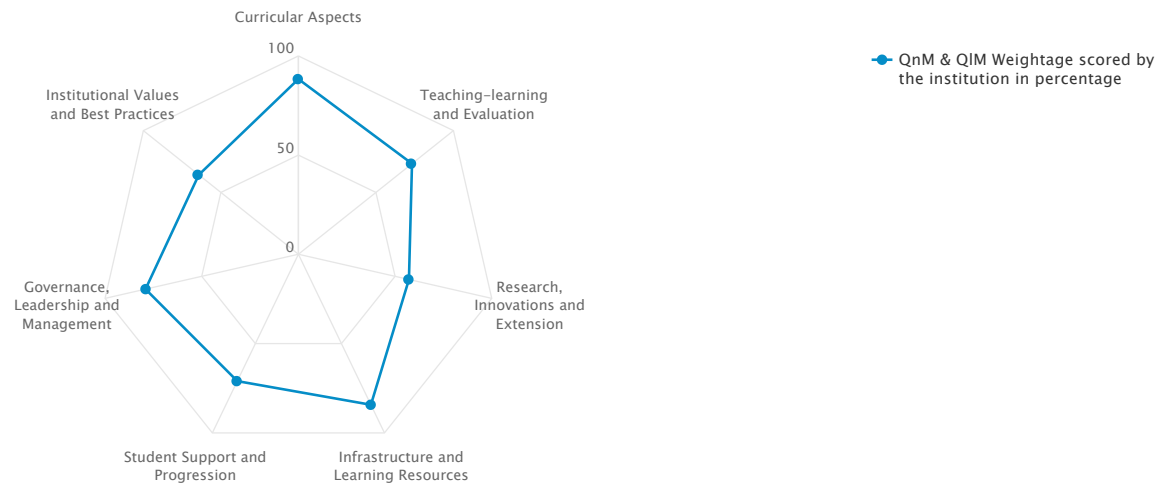 Curricular Aspects
100
50
0
Teaching-learning
and Evaluation
Research,
Innovations and
Extension
Infrastructure and
Learning Resources
Student Support and
Progression
Governance,
Leadership and
Management
Institutional Values
and Best Practices
QnM & QlM Weightage scored by
the institution in percentage